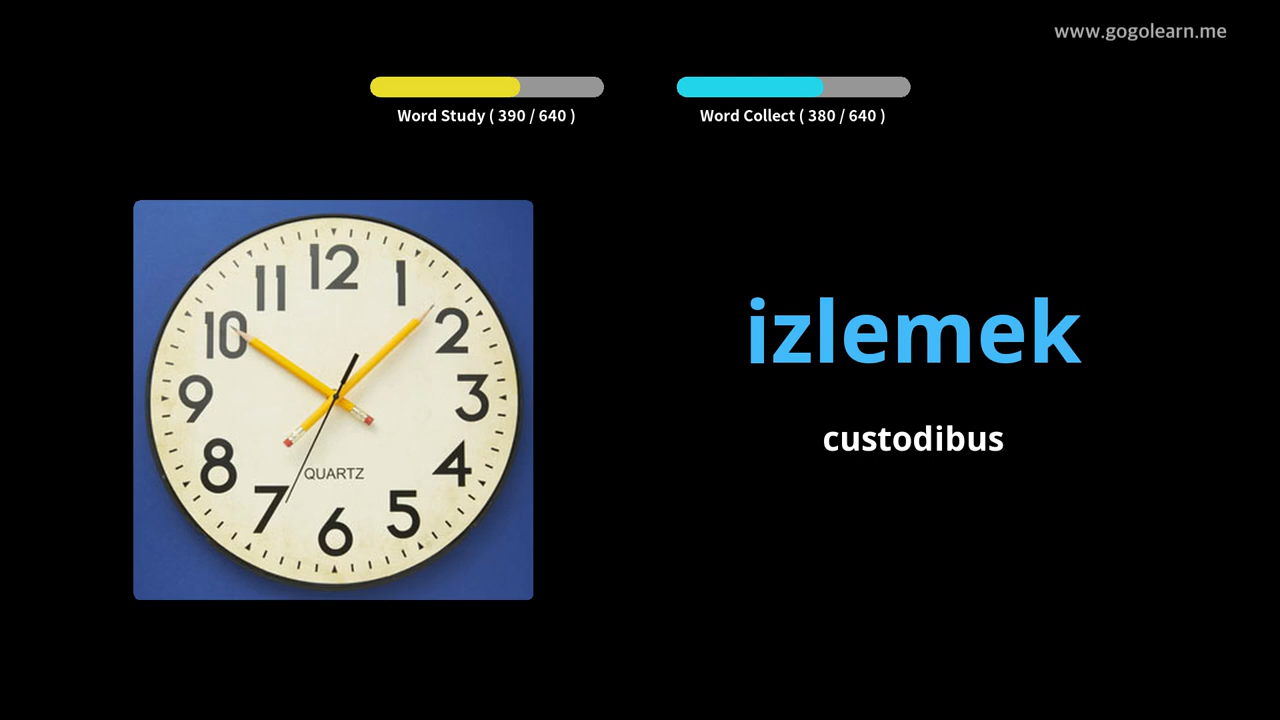 www.gogolearn.me
Word Study ( 390 / 640 )
Word Collect ( 380 / 640 )
12
11
1
10
2
9
3
8
4
QUARTZ
7
5
6
izlemek
custodibus